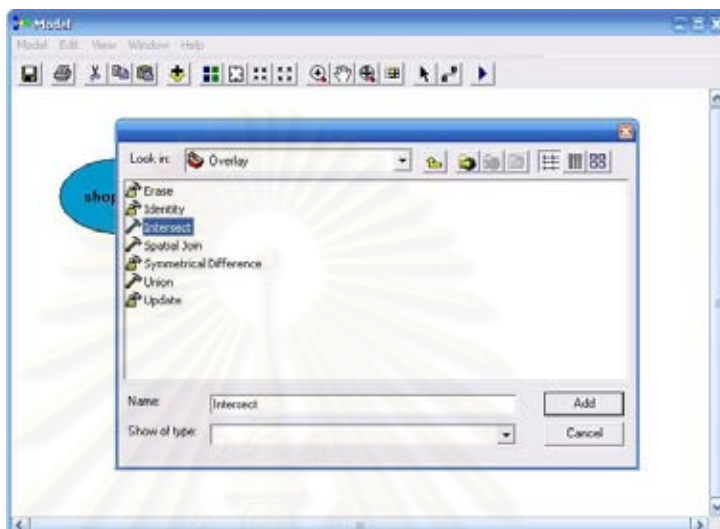 Model
Model Edit View Window Help
Look in: Overlay
shop
Erase
Identity
Intersect
Spatial Join
Symmetrical Difference
Union
Update
Name: Intersect
Add
Show of type:
Cancel